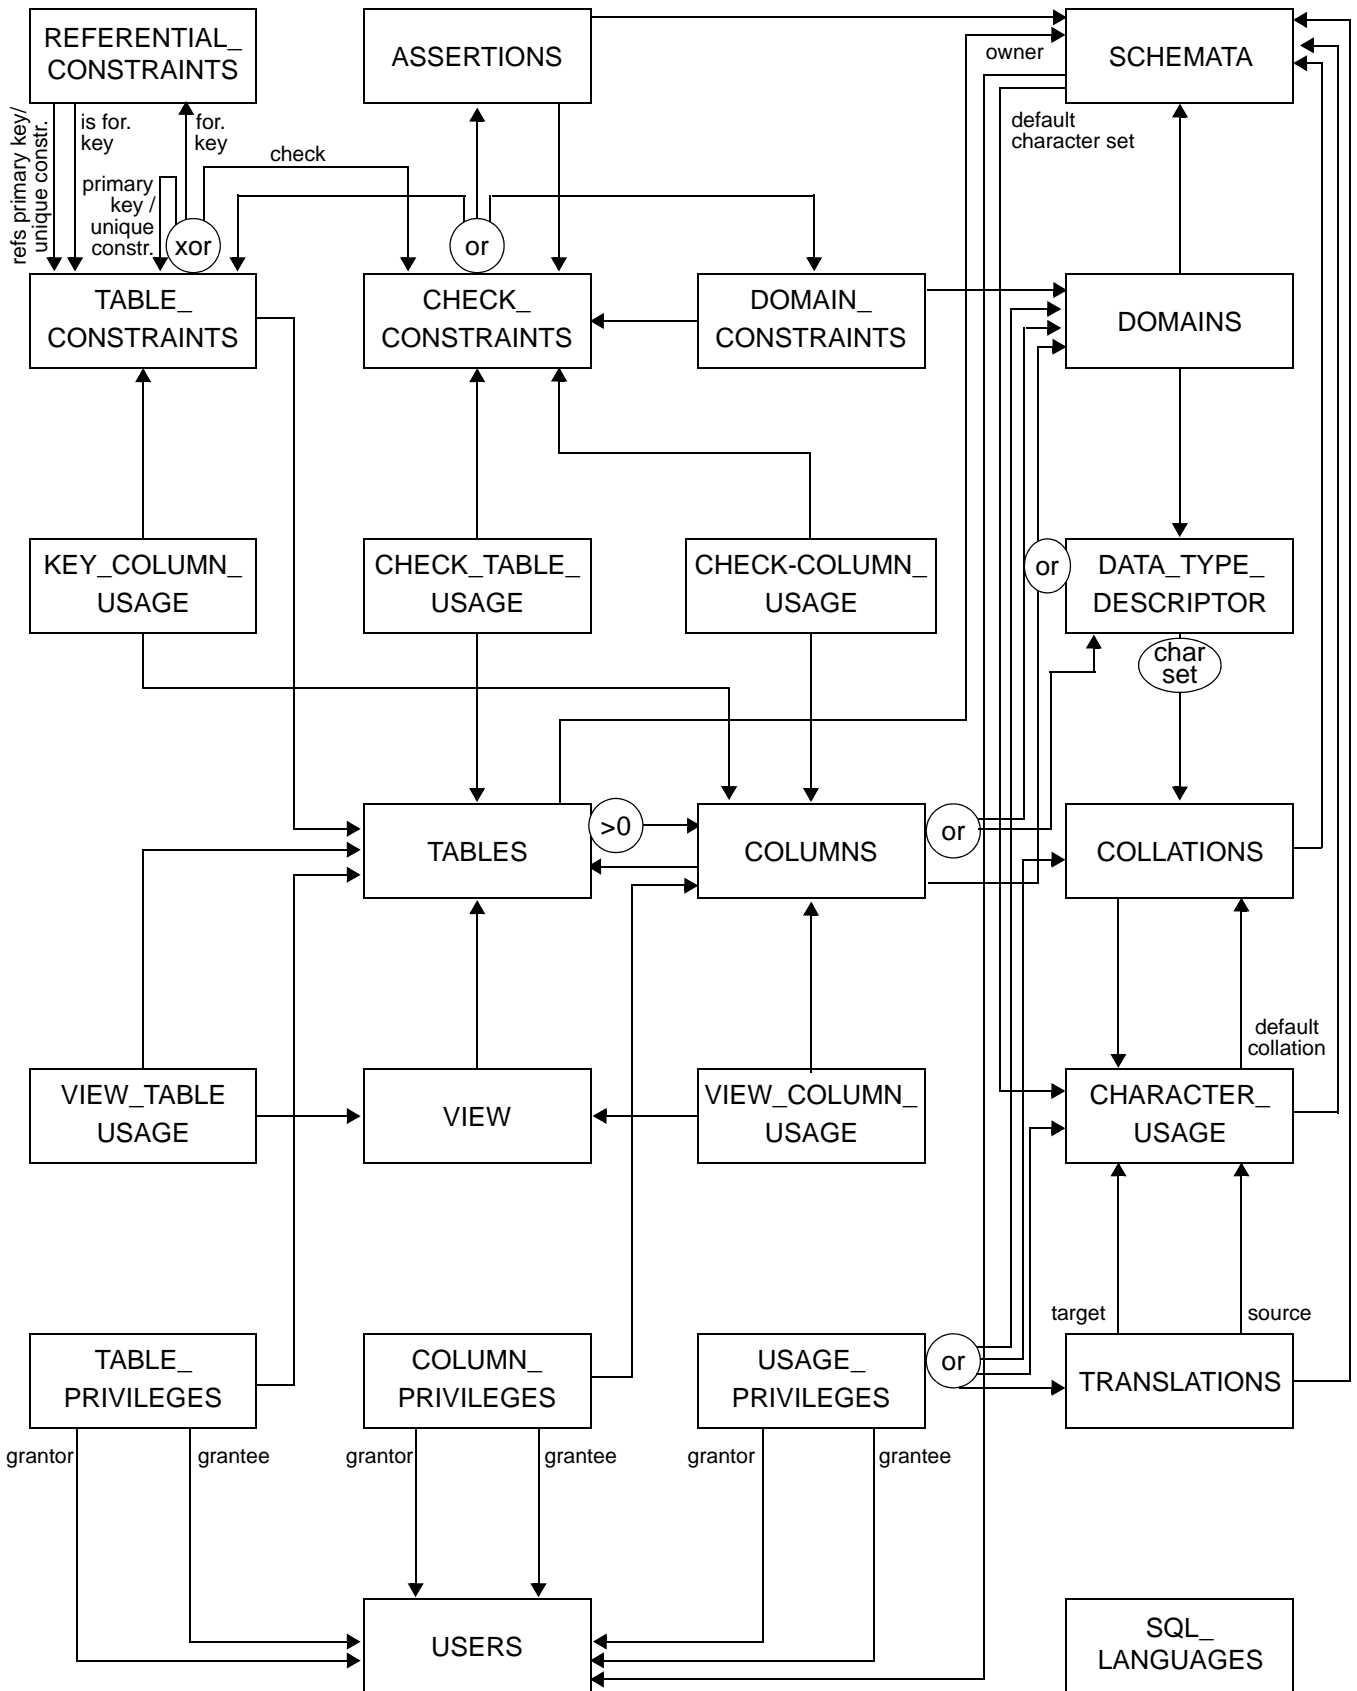 REFERENTIAL_
CONSTRAINTS
ASSERTIONS
SCHEMATA
owner
refs primary key/
unique constr.
is for.
key
for.
key
check
default
character set
primary
key /
unique
constr.
xor
or
TABLE_
CONSTRAINTS
CHECK_
CONSTRAINTS
DOMAIN_
CONSTRAINTS
DOMAINS
KEY_COLUMN_
USAGE
CHECK_TABLE_
USAGE
CHECK-COLUMN_
USAGE
or
DATA_TYPE_
DESCRIPTOR
char
set
TABLES
>0
COLUMNS
or
COLLATIONS
default
collation
VIEW_TABLE
USAGE
VIEW
VIEW_COLUMN_
USAGE
CHARACTER_
USAGE
target
source
TABLE_
PRIVILEGES
COLUMN_
PRIVILEGES
USAGE_
PRIVILEGES
or
TRANSLATIONS
grantor
grantee
grantor
grantee
grantor
grantee
USERS
SQL_
LANGUAGES